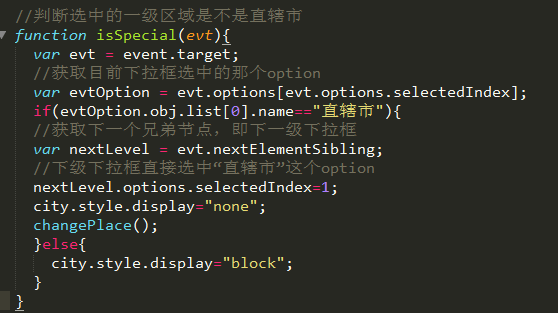 //判断选中的一级区域是不是直辖市
function isSpecial(evt){
var evt = event.target;
//获取目前下拉框选中的那个option
var evtOption = evt.options[evt.options.selectedIndex];
if(evtOption.obj.list[0].name=="直辖市"){
//获取下一个兄弟节点，即下一级下拉框
var nextLevel = evt.nextElementSibling;
//下级下拉框直接选中“直辖市”这个option
nextLevel.options.selectedIndex=1;
city.style.display="none";
changePlace();
}else{
city.style.display="block";
}
}